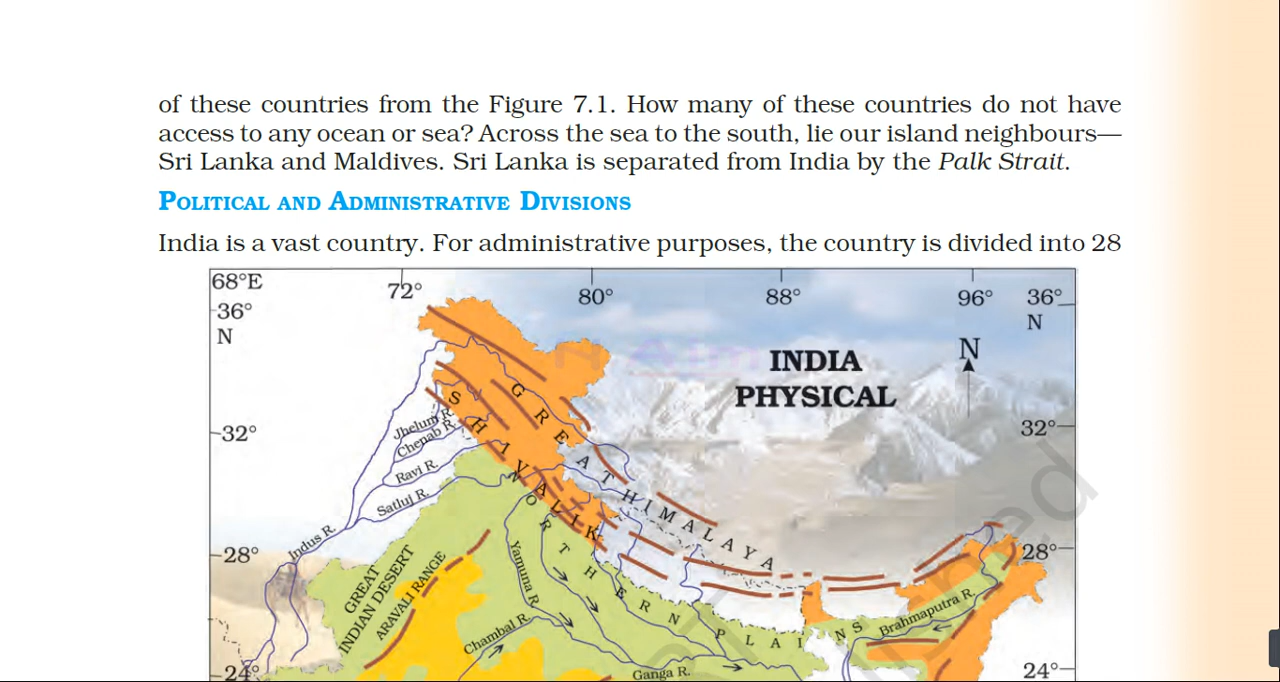 of these countries from the Figure 7.1. How many of these countries do not have
access to any ocean or sea? Across the sea to the south, lie our island neighbours—
Sri Lanka and Maldives. Sri Lanka is separated from India by the Palk Strait.
POLITICAL AND ADMINISTRATIVE DIVISIONS
India is a vast country. For administrative purposes, the country is divided into 28
68°E
72°
80°
88°
96°
36°
N
36°
N
INDIA
PHYSICAL
N
32°
32°
GREAT HIMALAYA
SHIVALIK
Jhelum R.
Chenab R.
Ravi R.
Satluj R.
Indus R.
NORTHERN PLAINS
28°
28°
GREAT
INDIAN DESERT
ARAVALI RANGE
Yamuna R.
Chambal R.
Brahmaputra R.
Ganga R.
24°
24°